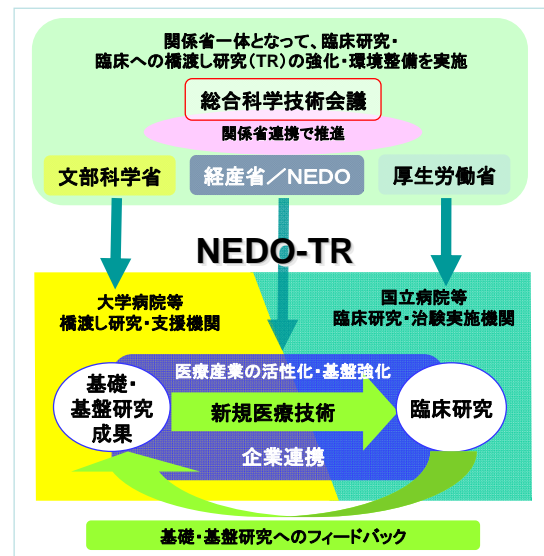 関係省一体となって、臨床研究・
臨床への橋渡し研究(TR)の強化・環境整備を実施
総合科学技術会議
関係省連携で推進
文部科学省
経産省／NEDO
厚生労働省
NEDO-TR
大学病院等
橋渡し研究・支援機関
国立病院等
臨床研究・治験実施機関
医療産業の活性化・基盤強化
基礎・
基盤研究
成果
新規医療技術
臨床研究
企業連携
基礎・基盤研究へのフィードバック